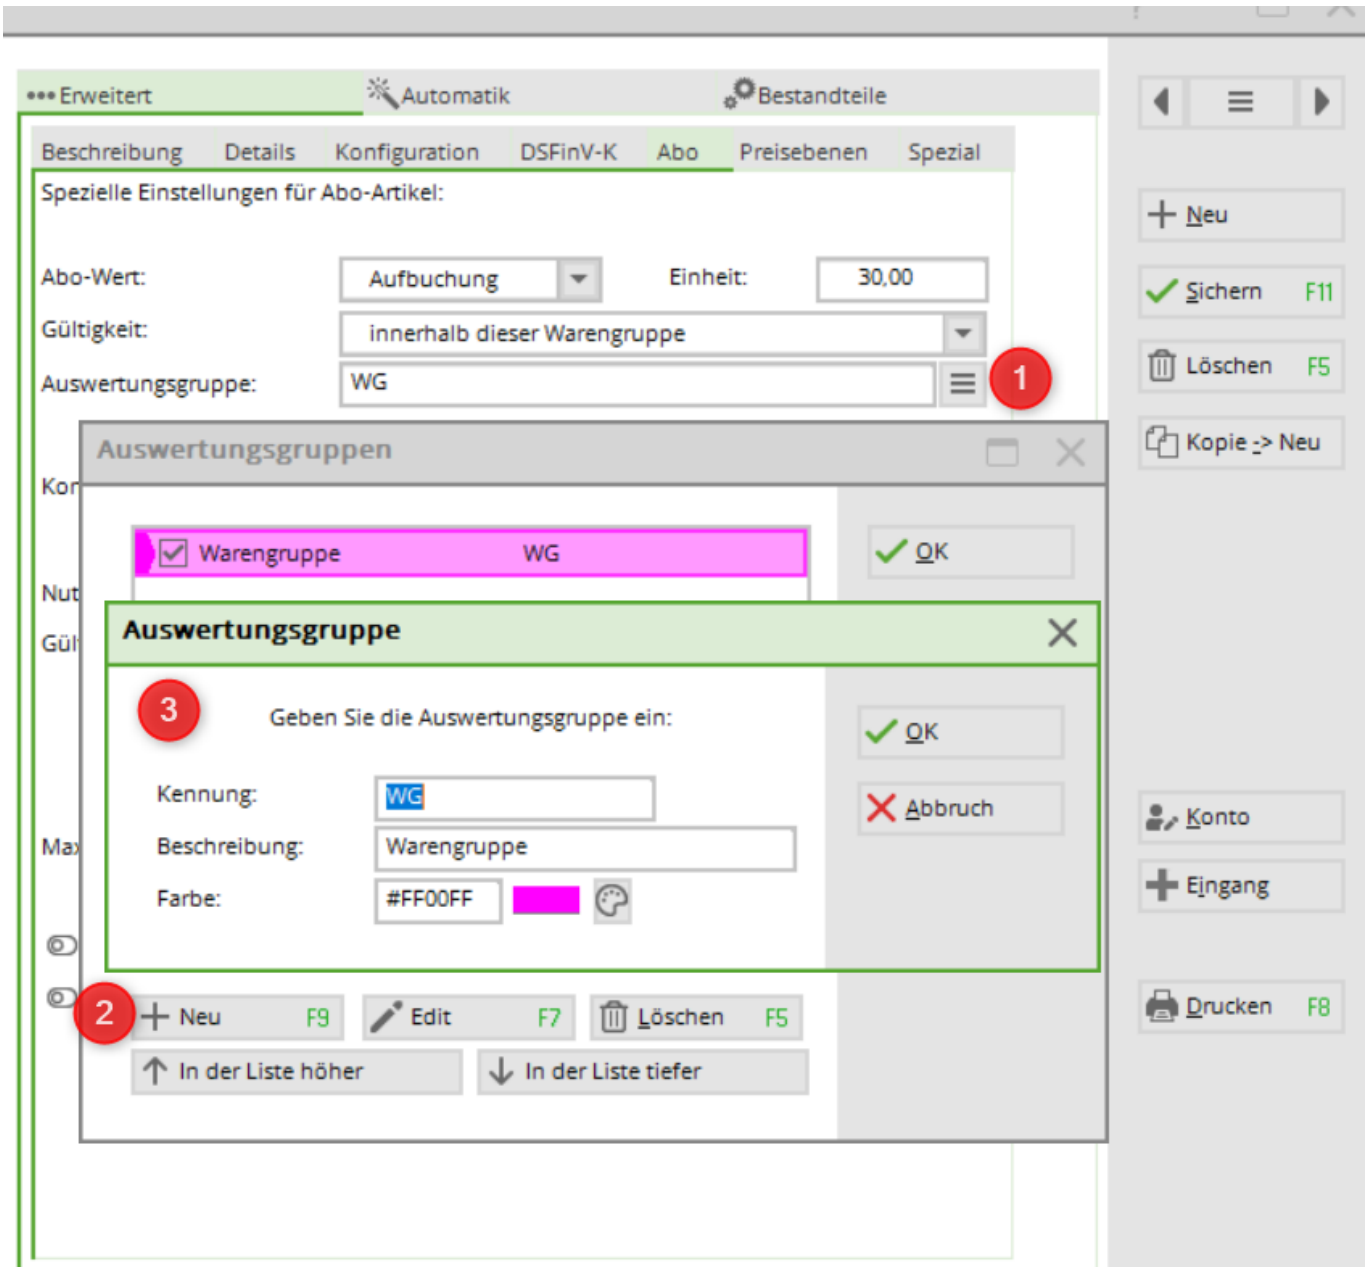 Erweitert Automatik Bestandteile
Beschreibung Details Konfiguration DSFinV-K Abo Preisebenen Spezial
Spezielle Einstellungen für Abo-Artikel:
Abo-Wert: Aufbuchung Einheit: 30,00
Gültigkeit: innerhalb dieser Warengruppe
Auswertungsgruppe: WG
1
Auswertungsgruppen
Kor
Warengruppe WG
OK
Nut
Auswertungsgruppe
Gül
3
Geben Sie die Auswertungsgruppe ein:
OK
Kennung: WG
Abbruch
Beschreibung: Warengruppe
Farbe: #FF00FF
2
Neu F9 Edit F7 Löschen F5
In der Liste höher In der Liste tiefer
Neu
Sichern F11
Löschen F5
Kopie -> Neu
Konto
Eingang
Drucken F8